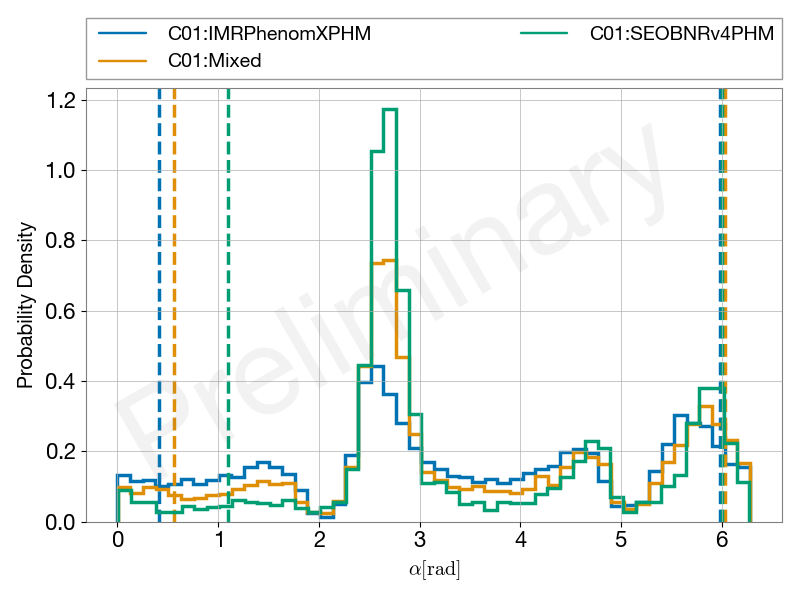 C01:IMRPhenomXPHM
C01:Mixed
C01:SEOBNRv4PHM
Preliminary
Probability Density
1.2
1.0
0.8
0.6
0.4
0.2
0.0
0 1 2 3 4 5 6
α[rad]